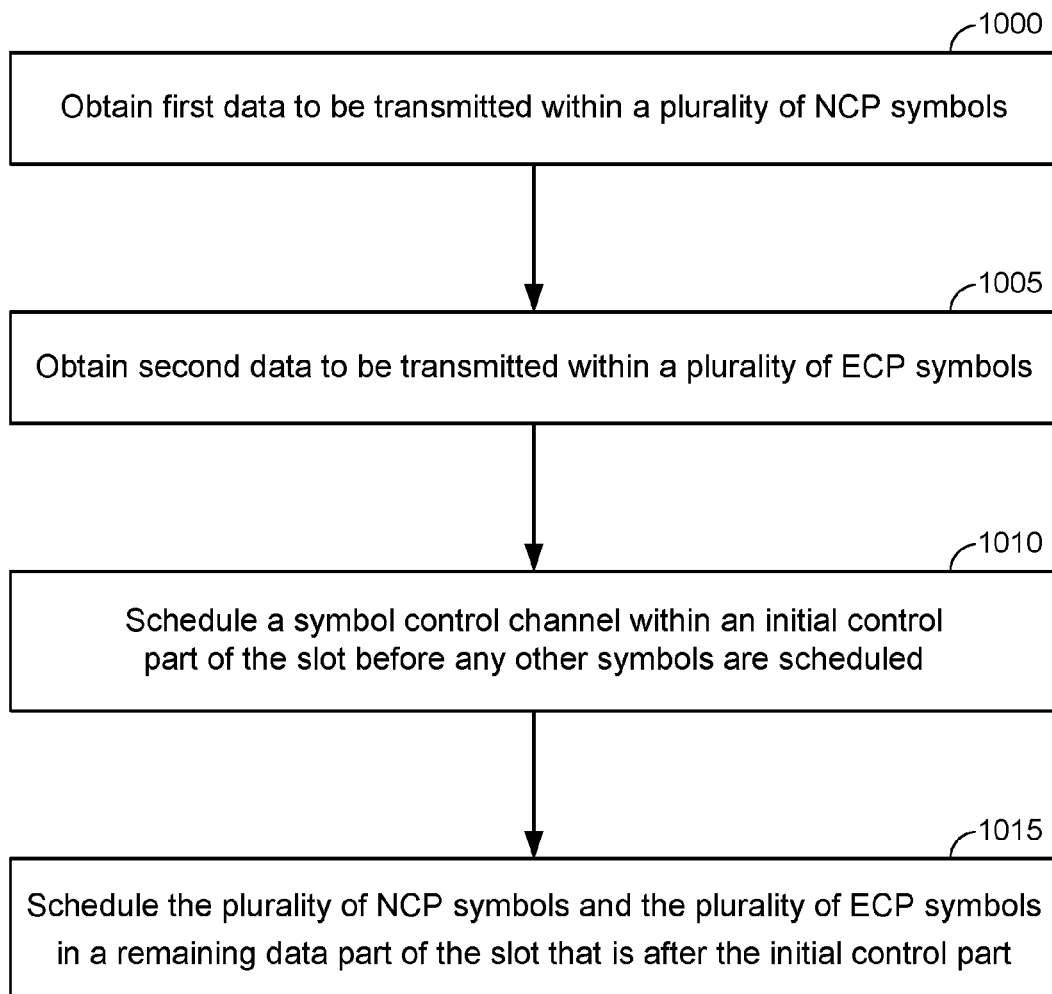 1000
Obtain first data to be transmitted within a plurality of NCP symbols
1005
Obtain second data to be transmitted within a plurality of ECP symbols
1010
Schedule a symbol control channel within an initial control
part of the slot before any other symbols are scheduled
1015
Schedule the plurality of NCP symbols and the plurality of ECP symbols
in a remaining data part of the slot that is after the initial control part